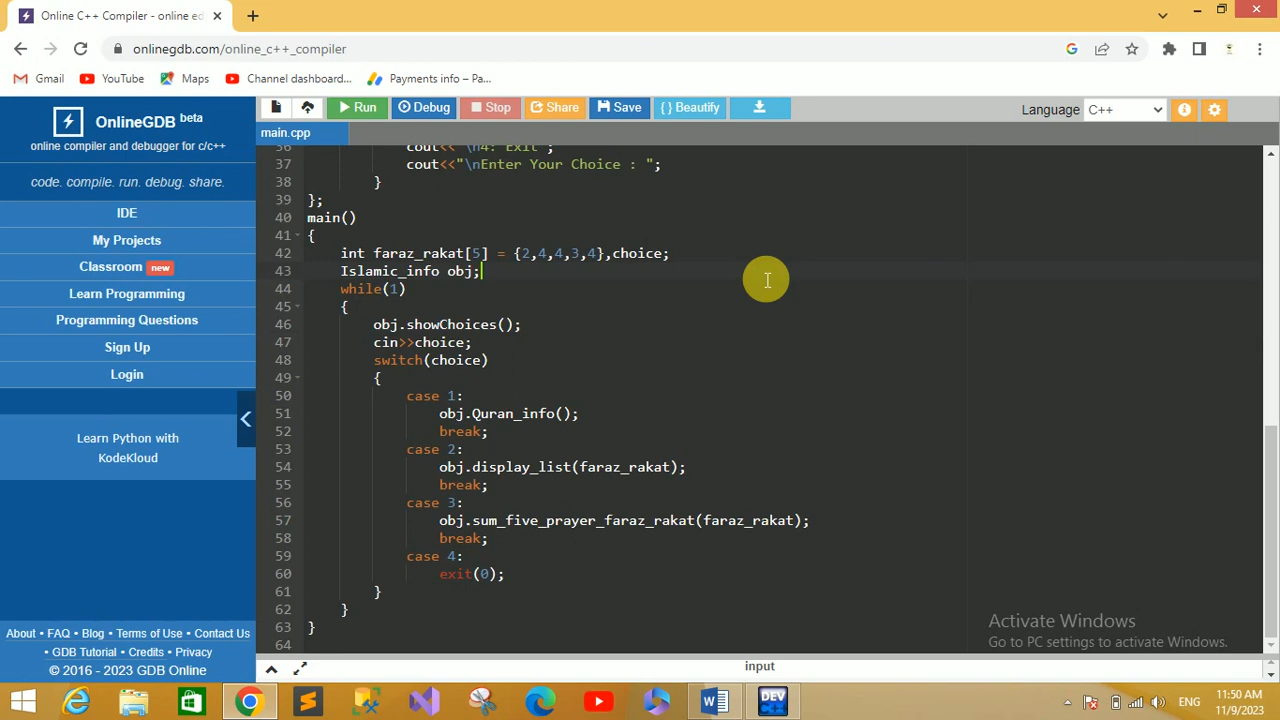 Online C++ Compiler - online ed
onlinegdb.com/online_c++_compiler
Gmail YouTube Maps Channel dashboard... Payments info – Pa...
OnlineGDB beta
online compiler and debugger for c/c++
code. compile. run. debug. share.
IDE
My Projects
Classroom new
Learn Programming
Programming Questions
Sign Up
Login
Learn Python with
KodeKloud
About • FAQ • Blog • Terms of Use • Contact Us
• GDB Tutorial • Credits • Privacy
© 2016 - 2023 GDB Online
Run Debug Stop Share Save { } Beautify Language C++
main.cpp
36 cout<<"\n4: Exit";
37 cout<<"\nEnter Your Choice : ";
38 }
39 };
40 main()
41 {
42 int faraz_rakat[5] = {2,4,4,3,4},choice;
43 Islamic_info obj;
44 while(1)
45 {
46 obj.showChoices();
47 cin>>choice;
48 switch(choice)
49 {
50 case 1:
51 obj.Quran_info();
52 break;
53 case 2:
54 obj.display_list(faraz_rakat);
55 break;
56 case 3:
57 obj.sum_five_prayer_faraz_rakat(faraz_rakat);
58 break;
59 case 4:
60 exit(0);
61 }
62 }
63 }
64
Activate Windows
Go to PC settings to activate Windows.
input
DEV
ENG
11:50 AM
11/9/2023